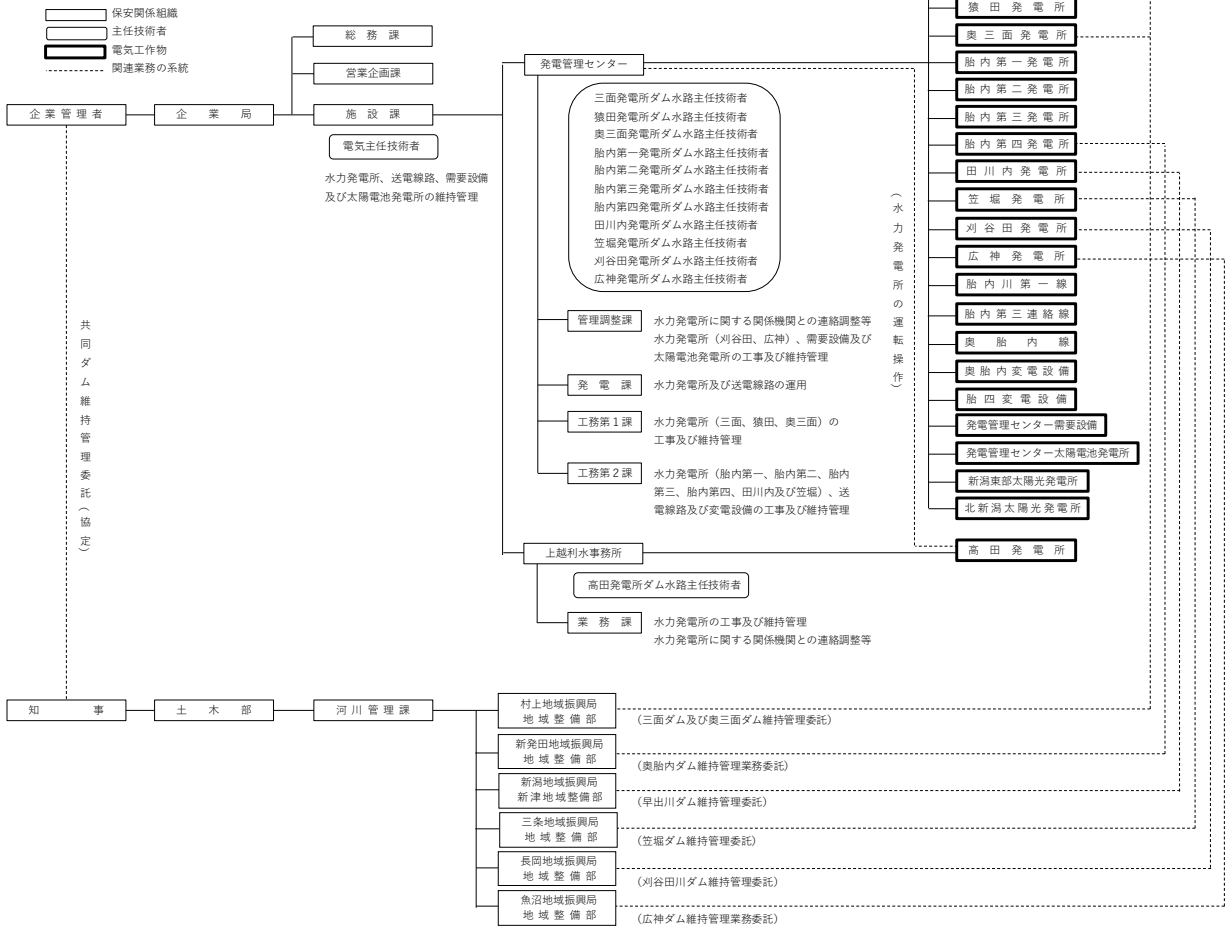 保安関係組織
主任技術者
電気工作物
関連業務の系統
企業管理者
企業局
総務課
営業企画課
施設課
電気主任技術者
水力発電所、送電線路、需要設備
及び太陽電池発電所の維持管理
発電管理センター
三面発電所ダム水路主任技術者
猿田発電所ダム水路主任技術者
奥三面発電所ダム水路主任技術者
胎内第一発電所ダム水路主任技術者
胎内第二発電所ダム水路主任技術者
胎内第三発電所ダム水路主任技術者
胎内第四発電所ダム水路主任技術者
田川内発電所ダム水路主任技術者
笠堀発電所ダム水路主任技術者
刈谷田発電所ダム水路主任技術者
広神発電所ダム水路主任技術者
管理調整課
水力発電所に関する関係機関との連絡調整等
水力発電所（刈谷田、広神）、需要設備及び
太陽電池発電所の工事及び維持管理
発電課
水力発電所及び送電線路の運用
工務第１課
水力発電所（三面、猿田、奥三面）の
工事及び維持管理
工務第２課
水力発電所（胎内第一、胎内第二、胎内
第三、胎内第四、田川内及び笠堀）、送
電線路及び変電設備の工事及び維持管理
上越利水事務所
高田発電所ダム水路主任技術者
業務課
水力発電所の工事及び維持管理
水力発電所に関する関係機関との連絡調整等
（水力発電所の運転操作）
猿田発電所
奥三面発電所
胎内第一発電所
胎内第二発電所
胎内第三発電所
胎内第四発電所
田川内発電所
笠堀発電所
刈谷田発電所
広神発電所
胎内川第一線
胎内第三連絡線
奥胎内線
奥胎内変電設備
胎四変電設備
発電管理センター需要設備
発電管理センター太陽電池発電所
新潟東部太陽光発電所
北新潟太陽光発電所
高田発電所
共同ダム維持管理委託（協定）
知事
土木部
河川管理課
村上地域振興局
地域整備部
（三面ダム及び奥三面ダム維持管理委託）
新発田地域振興局
地域整備部
（奥胎内ダム維持管理業務委託）
新潟地域振興局
新津地域整備部
（早出川ダム維持管理委託）
三条地域振興局
地域整備部
（笠堀ダム維持管理委託）
長岡地域振興局
地域整備部
（刈谷田川ダム維持管理委託）
魚沼地域振興局
地域整備部
（広神ダム維持管理業務委託）